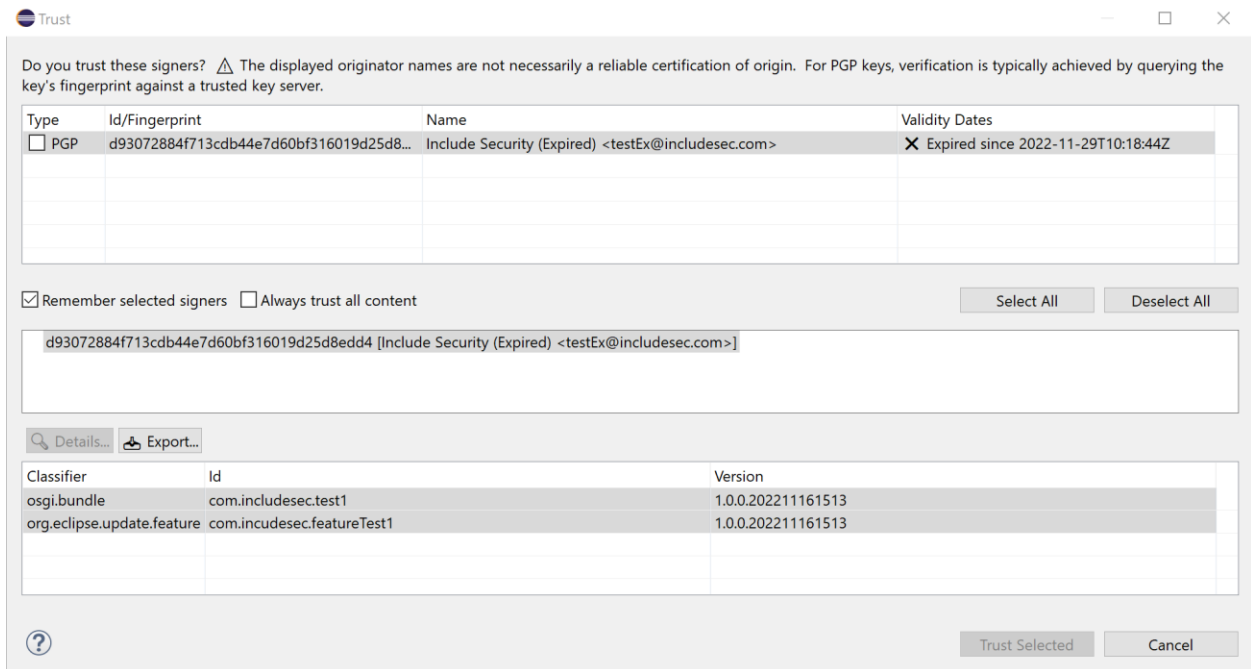 Trust
Do you trust these signers? The displayed originator names are not necessarily a reliable certification of origin. For PGP keys, verification is typically achieved by querying the
key's fingerprint against a trusted key server.
Type Id/Fingerprint Name Validity Dates
PGP d93072884f713cdb44e7d60bf316019d25d8... Include Security (Expired) <testEx@includesec.com> Expired since 2022-11-29T10:18:44Z
Remember selected signers Always trust all content Select All Deselect All
d93072884f713cdb44e7d60bf316019d25d8edd4 [Include Security (Expired) <testEx@includesec.com>]
Details... Export...
Classifier Id Version
osgi.bundle com.includesec.test1 1.0.0.202211161513
org.eclipse.update.feature com.incudesec.featureTest1 1.0.0.202211161513
? Trust Selected Cancel